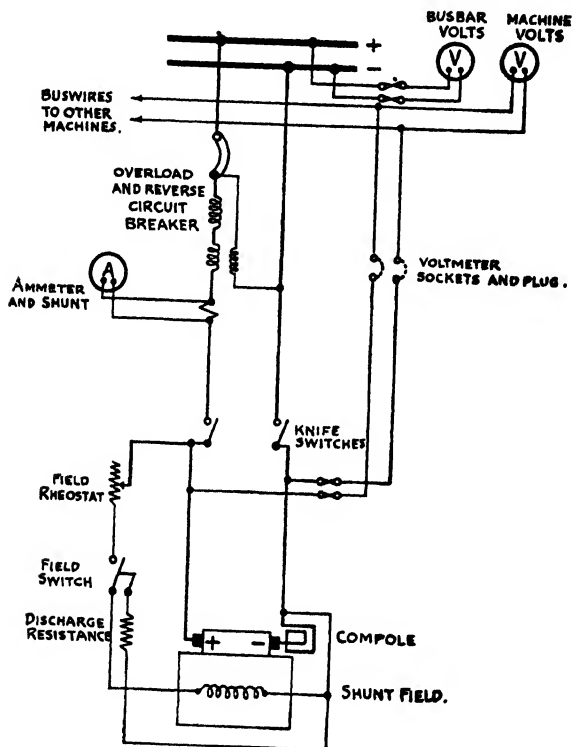 BUSBAR
VOLTS
MACHINE
VOLTS
+
−
V
V
BUSWIRES
TO OTHER
MACHINES.
OVERLOAD
AND REVERSE
CIRCUIT
BREAKER
A
AMMETER
AND SHUNT
VOLTMETER
SOCKETS AND PLUG.
KNIFE
SWITCHES
FIELD
RHEOSTAT
FIELD
SWITCH
DISCHARGE
RESISTANCE
+ −
COMPOLE
SHUNT FIELD.